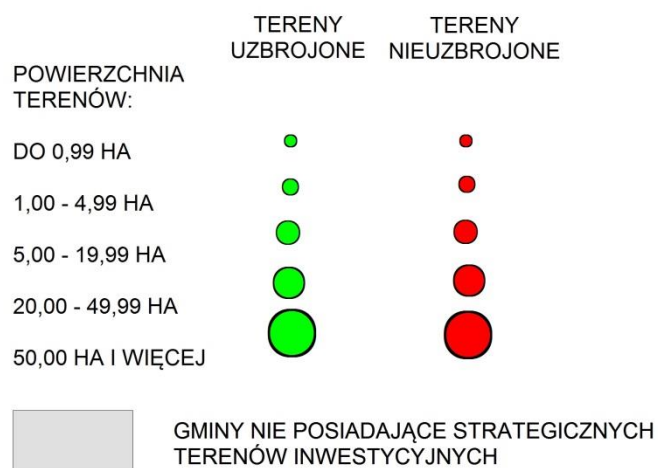 TERENY
UZBROJONE
TERENY
NIEUZBROJONE
POWIERZCHNIA
TERENÓW:
DO 0,99 HA
1,00 - 4,99 HA
5,00 - 19,99 HA
20,00 - 49,99 HA
50,00 HA I WIĘCEJ
GMINY NIE POSIADAJĄCE STRATEGICZNYCH
TERENÓW INWESTYCYJNYCH